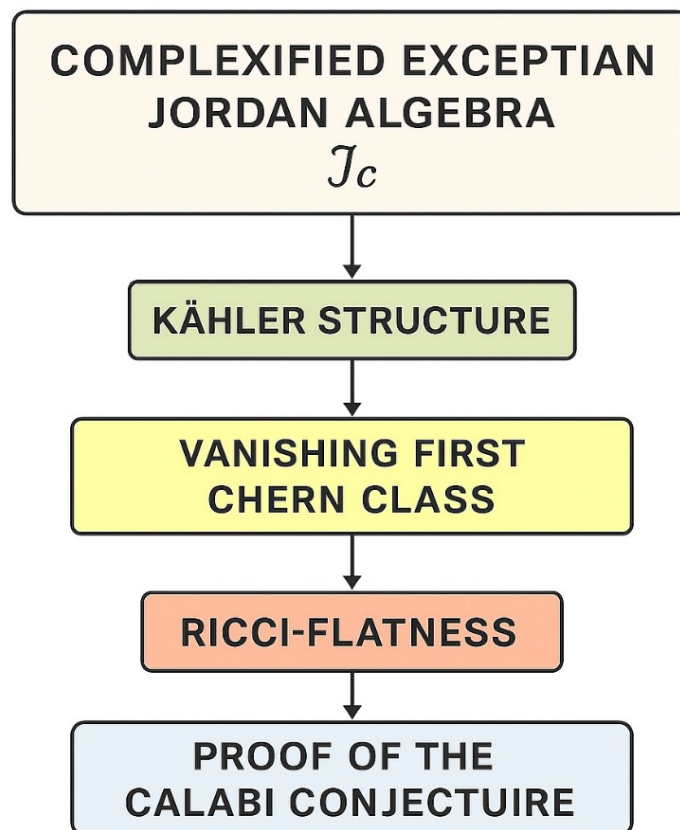 COMPLEXIFIED EXCEPTIAN
JORDAN ALGEBRA
𝒥c
KÄHLER STRUCTURE
VANISHING FIRST
CHERN CLASS
RICCI-FLATNESS
PROOF OF THE
CALABI CONJECTUIRE